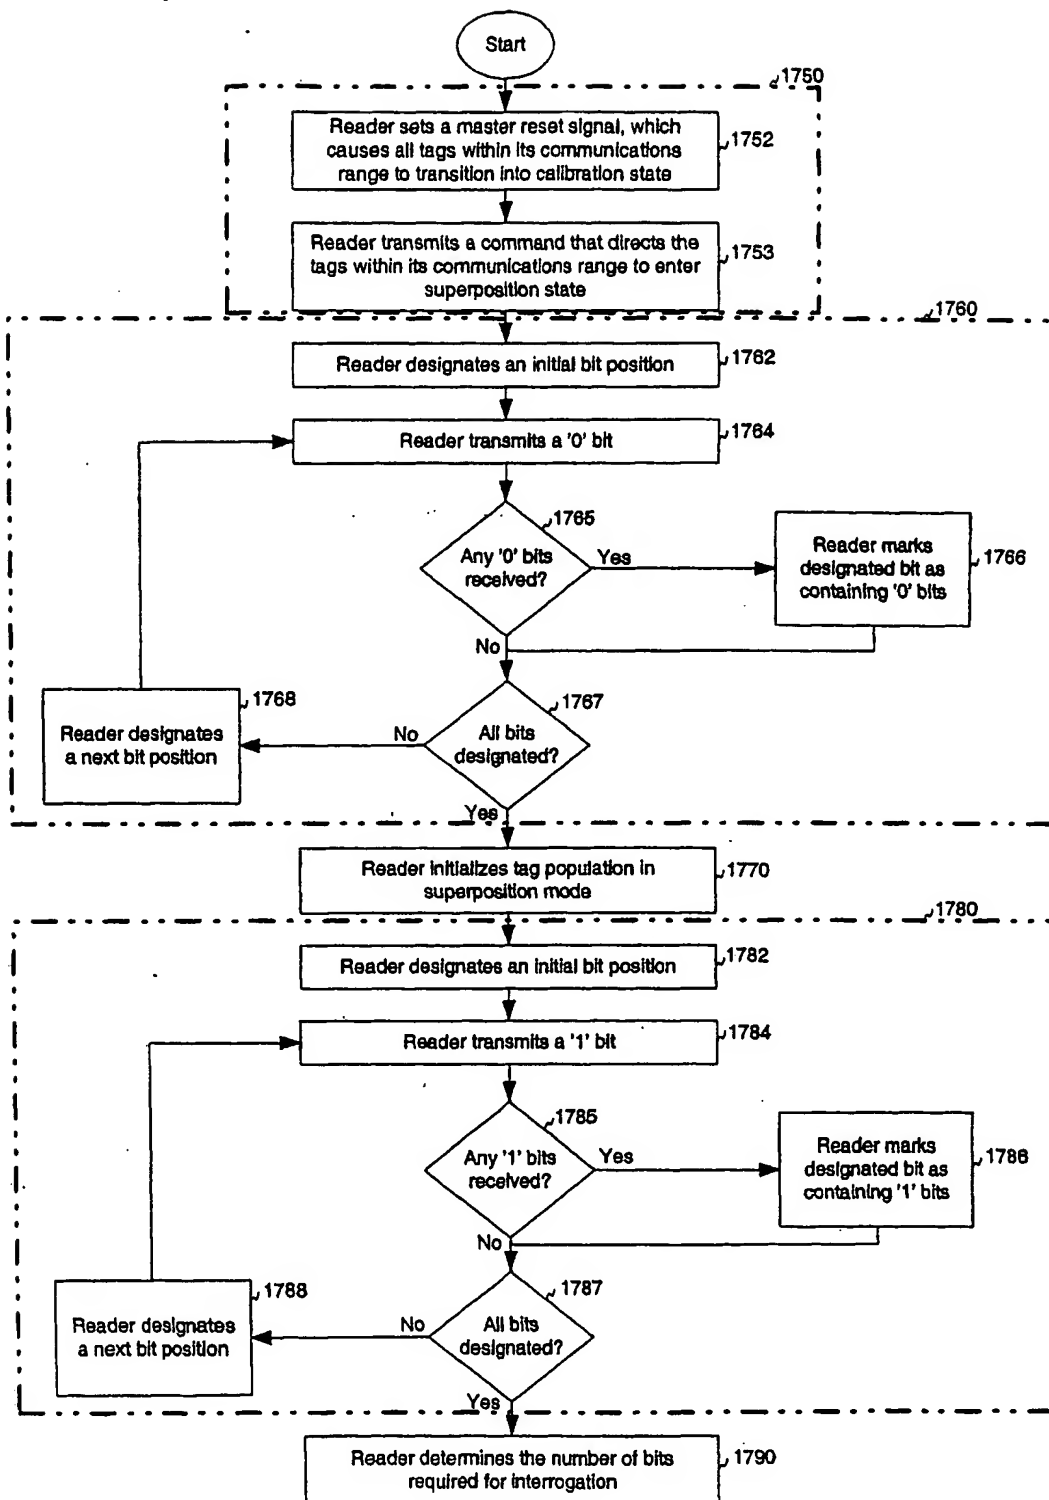 Start
1750
Reader sets a master reset signal, which
causes all tags within its communications
range to transition into calibration state
1752
Reader transmits a command that directs the
tags within its communications range to enter
superposition state
1753
1760
Reader designates an initial bit position
1762
Reader transmits a '0' bit
1764
1765
Any '0' bits
received?
Yes
Reader marks
designated bit as
containing '0' bits
1766
No
1767
All bits
designated?
No
1768
Reader designates
a next bit position
Yes
Reader initializes tag population in
superposition mode
1770
1780
Reader designates an initial bit position
1782
Reader transmits a '1' bit
1784
1785
Any '1' bits
received?
Yes
Reader marks
designated bit as
containing '1' bits
1786
No
1787
All bits
designated?
No
1788
Reader designates
a next bit position
Yes
Reader determines the number of bits
required for interrogation
1790